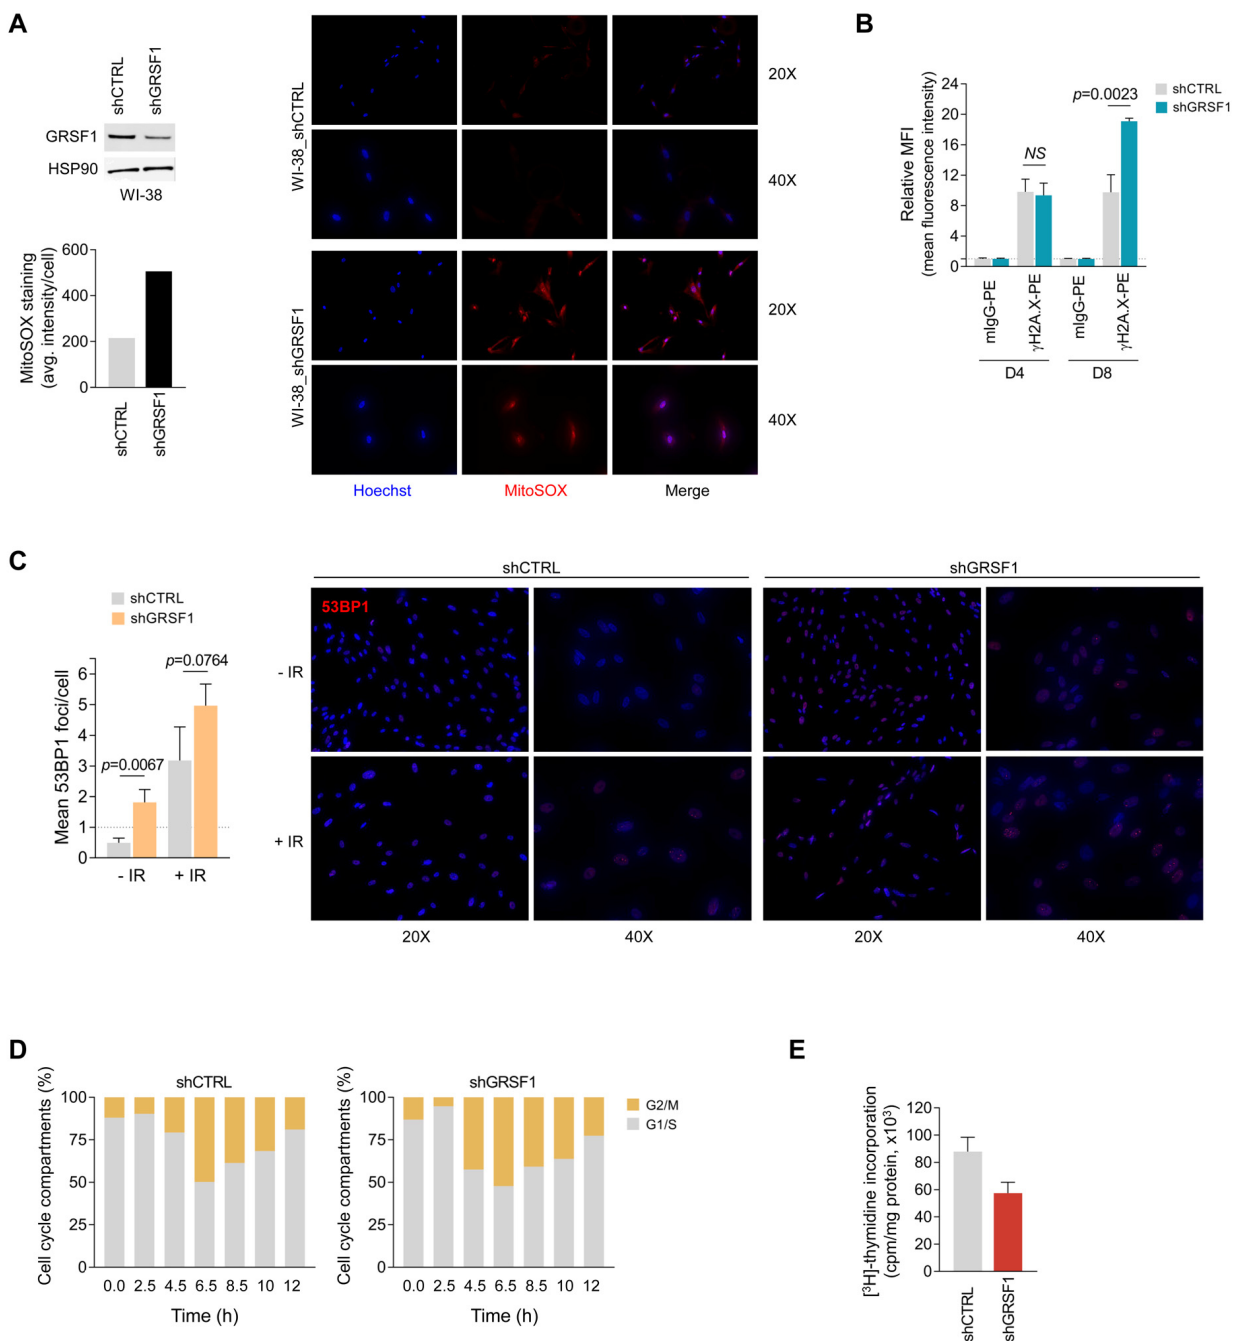 A
shCTRL
shGRSF1
GRSF1
HSP90
WI-38
MitoSOX staining
(avg. intensity/cell)
600
400
200
0
shCTRL
shGRSF1
WI-38_shCTRL
WI-38_shGRSF1
20X
40X
20X
40X
Hoechst
MitoSOX
Merge
B
Relative MFI
(mean fluorescence intensity)
24
20
16
12
8
4
0
NS
p=0.0023
shCTRL
shGRSF1
mIgG-PE
γH2A.X-PE
mIgG-PE
γH2A.X-PE
D4
D8
C
shCTRL
shGRSF1
Mean 53BP1 foci/cell
6
5
4
3
2
1
0
p=0.0067
p=0.0764
- IR
+ IR
shCTRL
shGRSF1
53BP1
- IR
+ IR
20X
40X
20X
40X
D
shCTRL
Cell cycle compartments (%)
100
75
50
25
0
0.0 2.5 4.5 6.5 8.5 10 12
Time (h)
shGRSF1
Cell cycle compartments (%)
100
75
50
25
0
0.0 2.5 4.5 6.5 8.5 10 12
Time (h)
G2/M
G1/S
E
[³H]-thymidine incorporation
(cpm/mg protein, x10³)
120
100
80
60
40
20
0
shCTRL
shGRSF1